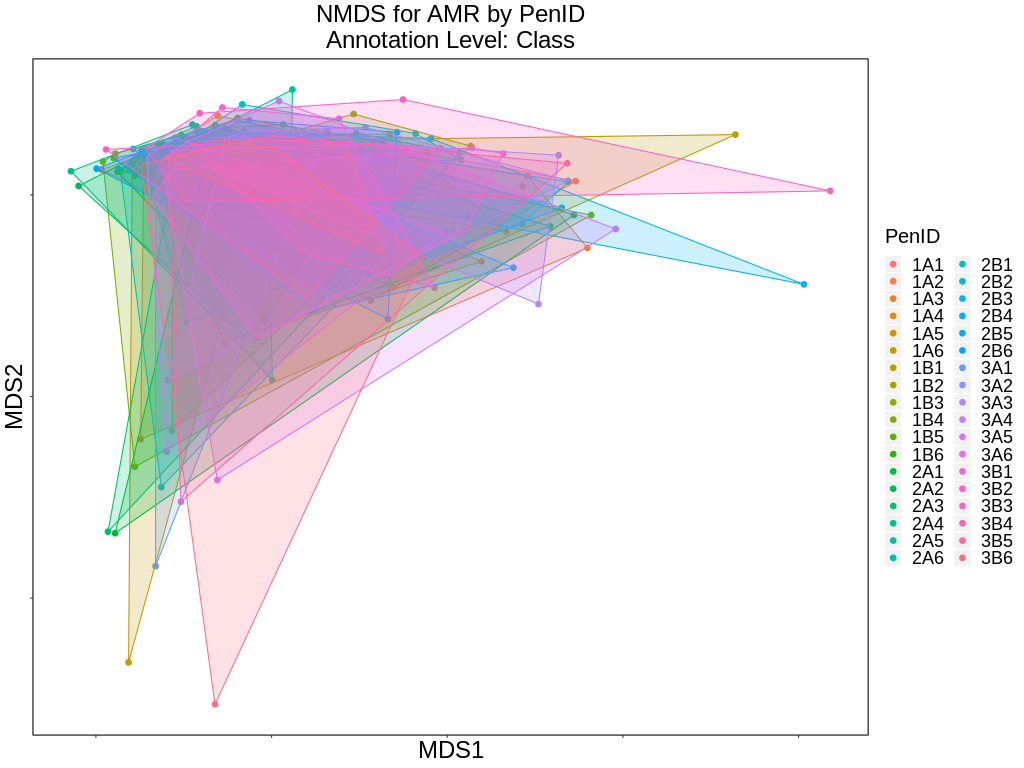 NMDS for AMR by PenID
Annotation Level: Class
MDS2
MDS1
PenID
1A1 2B1
1A2 2B2
1A3 2B3
1A4 2B4
1A5 2B5
1A6 2B6
1B1 3A1
1B2 3A2
1B3 3A3
1B4 3A4
1B5 3A5
1B6 3A6
2A1 3B1
2A2 3B2
2A3 3B3
2A4 3B4
2A5 3B5
2A6 3B6